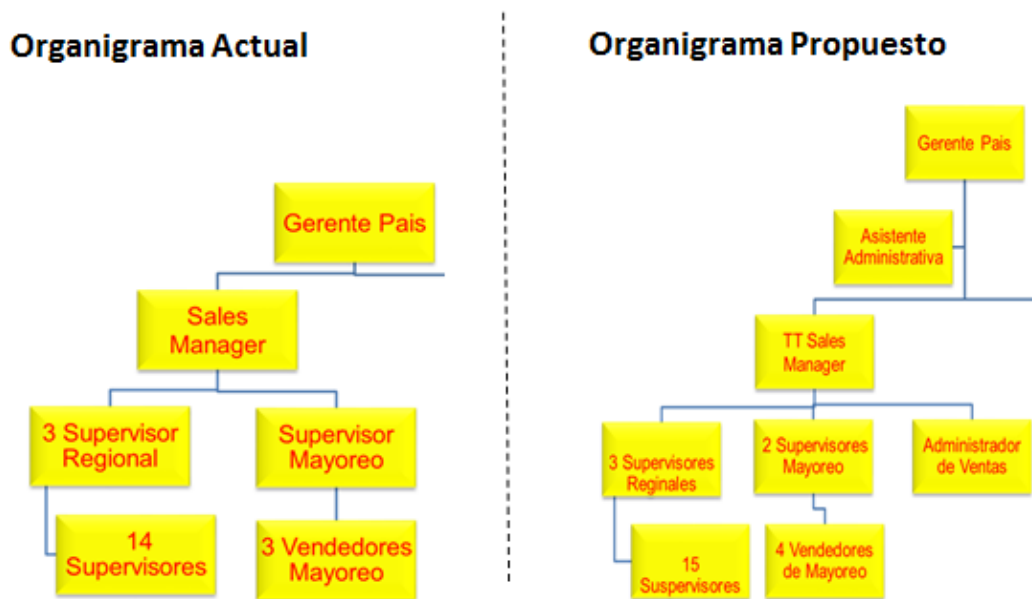 Organigrama Actual
Gerente Pais
Sales
Manager
3 Supervisor
Regional
Supervisor
Mayoreo
14
Supervisores
3 Vendedores
Mayoreo
Organigrama Propuesto
Gerente Pais
Asistente
Administrativa
TT Sales
Manager
3 Supervisores
Reginales
2 Supervisores
Mayoreo
Administrador
de Ventas
15
Suspervisores
4 Vendedores
de Mayoreo